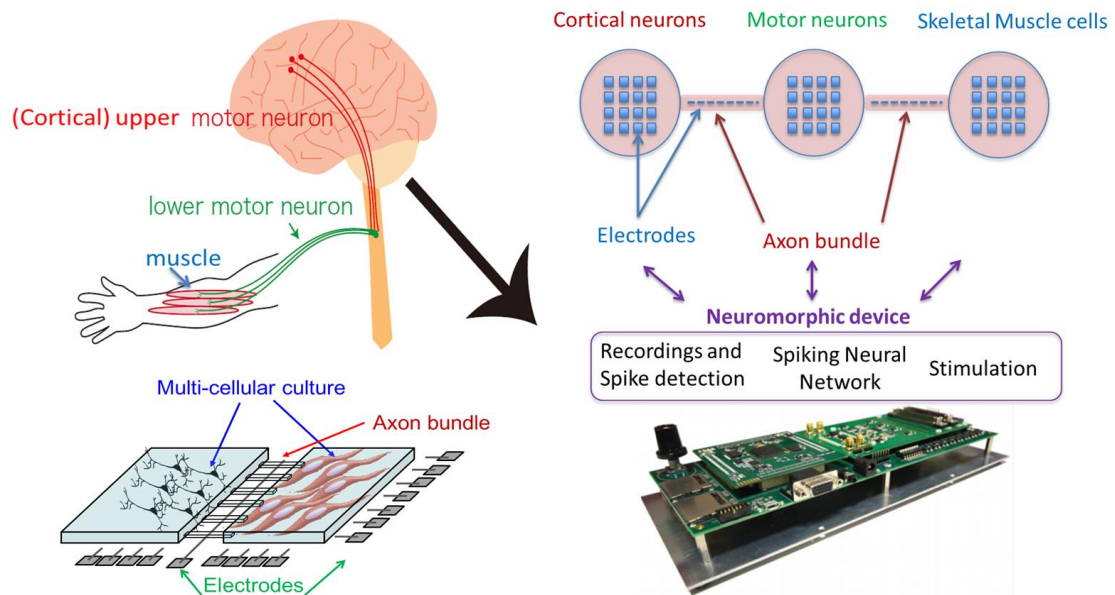 (Cortical) upper motor neuron
lower motor neuron
muscle
Cortical neurons
Motor neurons
Skeletal Muscle cells
Electrodes
Axon bundle
Neuromorphic device
Recordings and
Spike detection
Spiking Neural
Network
Stimulation
Multi-cellular culture
Axon bundle
Electrodes